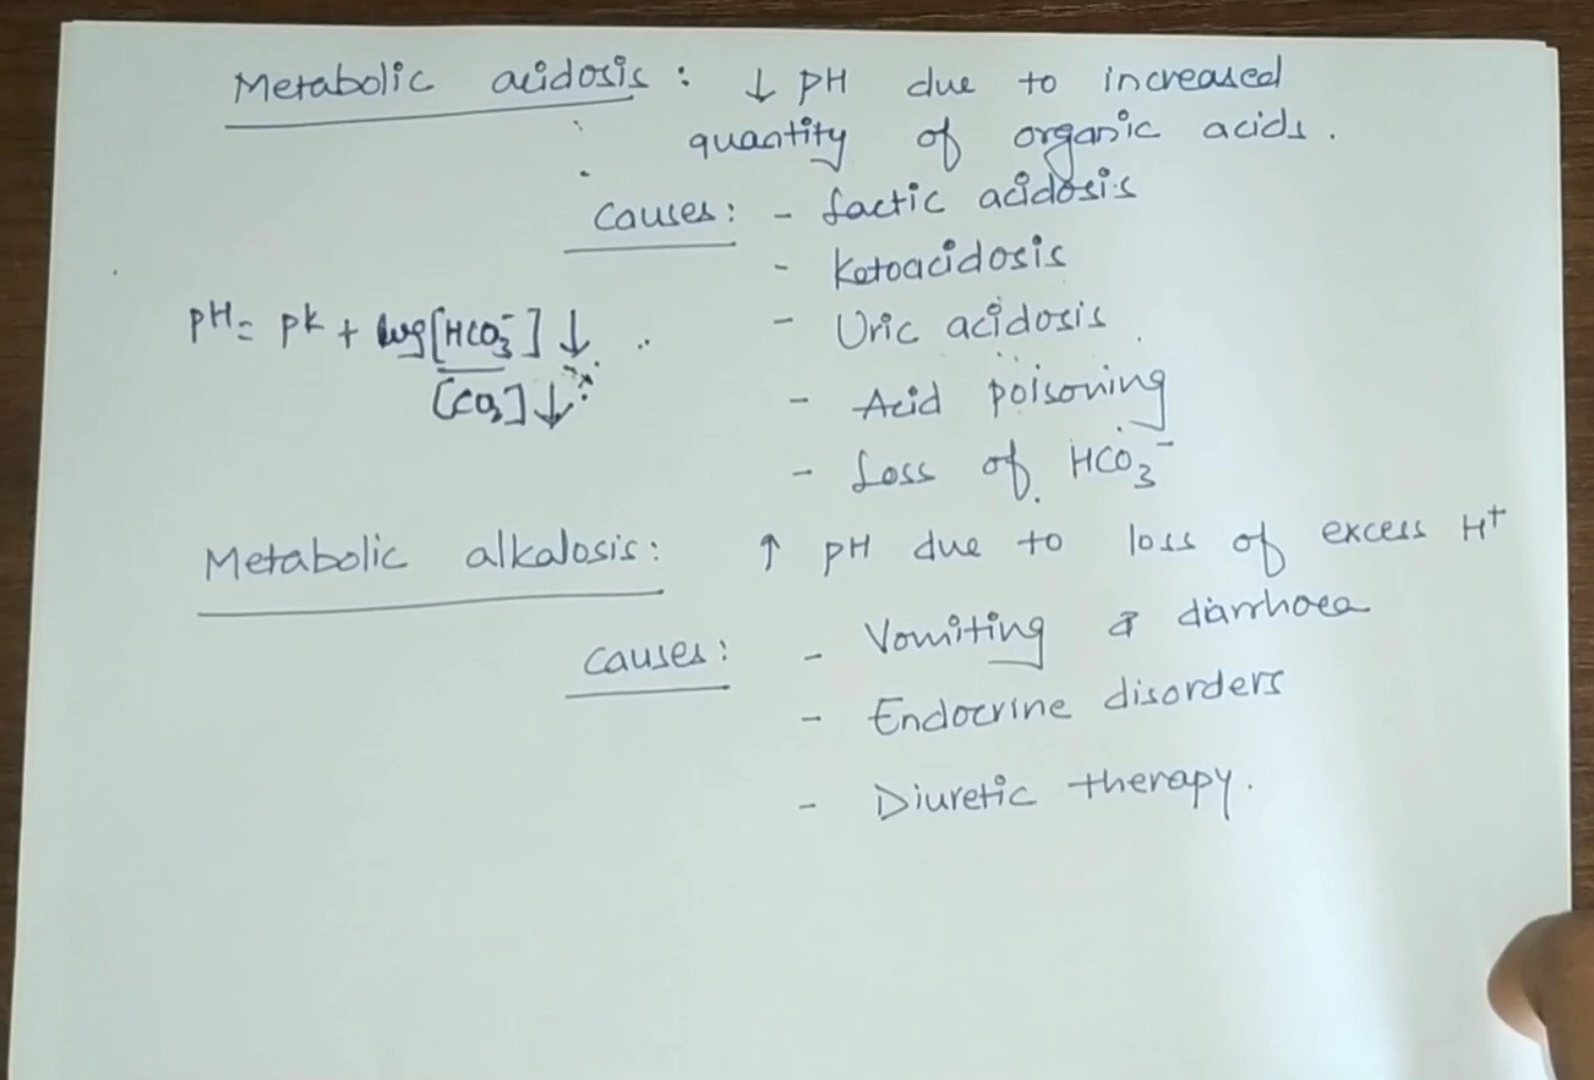 Metabolic acidosis : ↓ pH due to increased
quantity of organic acids.
Causes: - Lactic acidosis
- Ketoacidosis
pH = pk + log[HCO3-] ↓
- Uric acidosis
[CO2] ↓
- Acid poisoning
- Loss of HCO3-
Metabolic alkalosis: ↑ pH due to loss of excess H+
Causes: - Vomiting & diarrhoea
- Endocrine disorders
- Diuretic therapy.